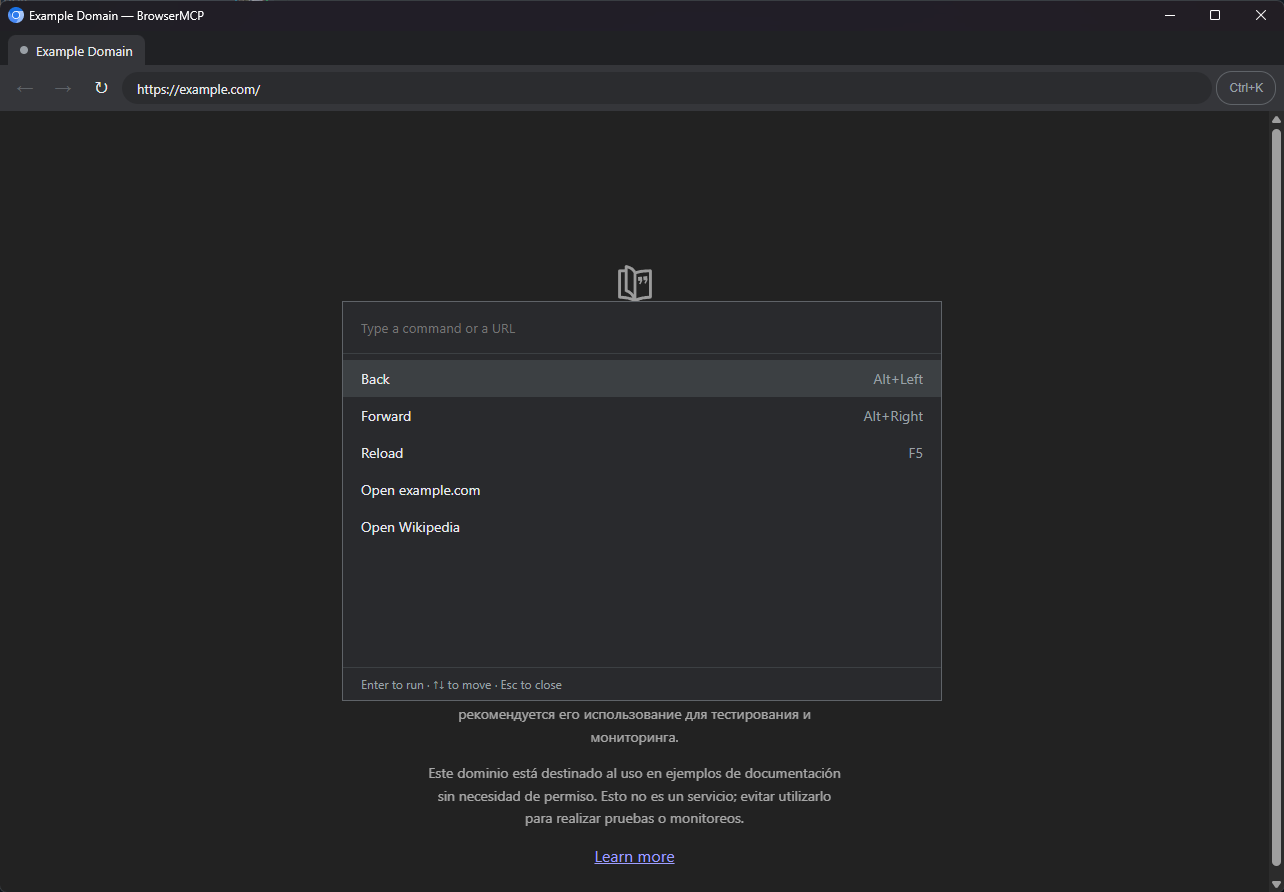 Example Domain — BrowserMCP
Example Domain
https://example.com/
Ctrl+K
Type a command or a URL
Back Alt+Left
Forward Alt+Right
Reload F5
Open example.com
Open Wikipedia
Enter to run · ↑↓ to move · Esc to close
рекомендуется его использование для тестирования и
мониторинга.
Este dominio está destinado al uso en ejemplos de documentación
sin necesidad de permiso. Esto no es un servicio; evitar utilizarlo
para realizar pruebas o monitoreos.
Learn more